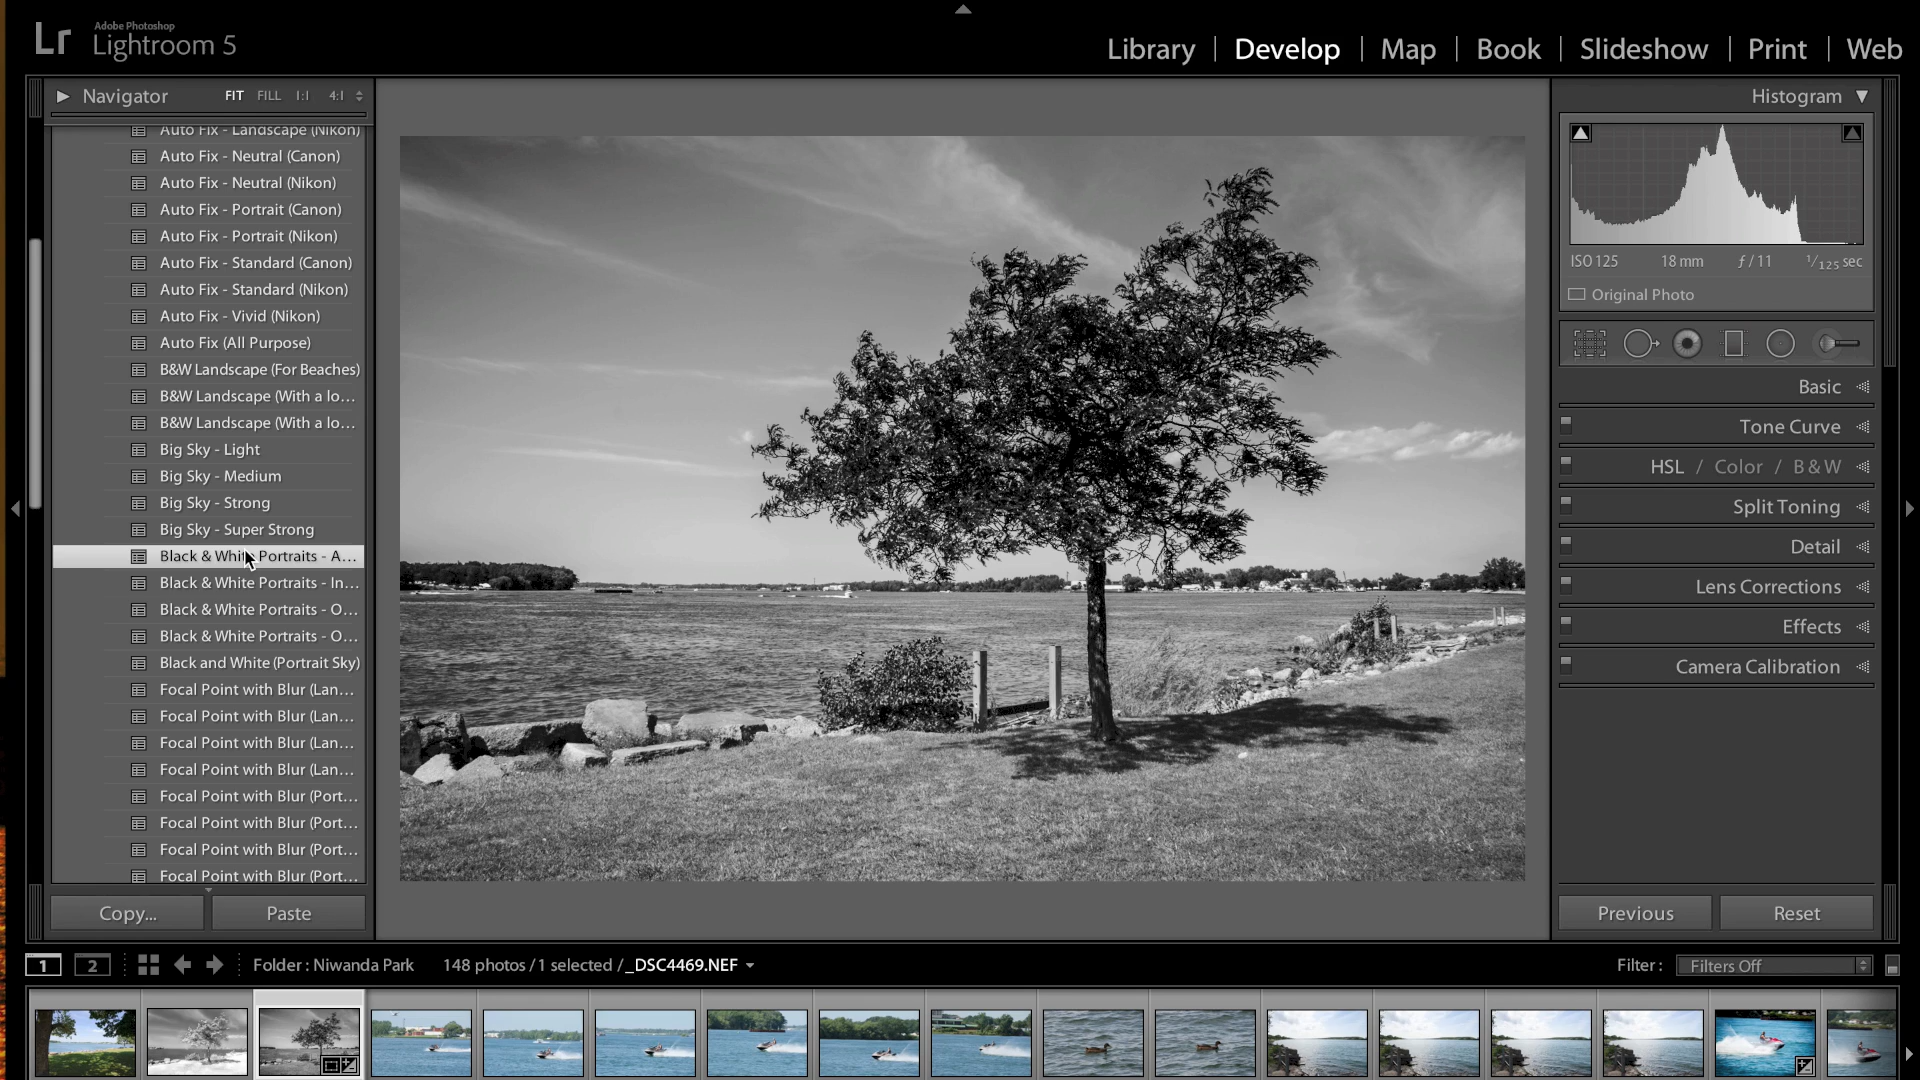 Lr Adobe Photoshop
Lightroom 5
Library | Develop | Map | Book | Slideshow | Print | Web
Navigator FIT FILL 1:1 4:1
Auto Fix - Landscape (Nikon)
Auto Fix - Neutral (Canon)
Auto Fix - Neutral (Nikon)
Auto Fix - Portrait (Canon)
Auto Fix - Portrait (Nikon)
Auto Fix - Standard (Canon)
Auto Fix - Standard (Nikon)
Auto Fix - Vivid (Nikon)
Auto Fix (All Purpose)
B&W Landscape (For Beaches)
B&W Landscape (With a lo...
B&W Landscape (With a lo...
Big Sky - Light
Big Sky - Medium
Big Sky - Strong
Big Sky - Super Strong
Black & White Portraits - A...
Black & White Portraits - In...
Black & White Portraits - O...
Black & White Portraits - O...
Black and White (Portrait Sky)
Focal Point with Blur (Lan...
Focal Point with Blur (Lan...
Focal Point with Blur (Lan...
Focal Point with Blur (Lan...
Focal Point with Blur (Port...
Focal Point with Blur (Port...
Focal Point with Blur (Port...
Focal Point with Blur (Port...
Copy... Paste
Histogram
ISO 125 18 mm ƒ / 11 1/125 sec
Original Photo
Basic
Tone Curve
HSL / Color / B & W
Split Toning
Detail
Lens Corrections
Effects
Camera Calibration
Previous Reset
1 2 Folder : Niwanda Park 148 photos / 1 selected / _DSC4469.NEF Filter : Filters Off